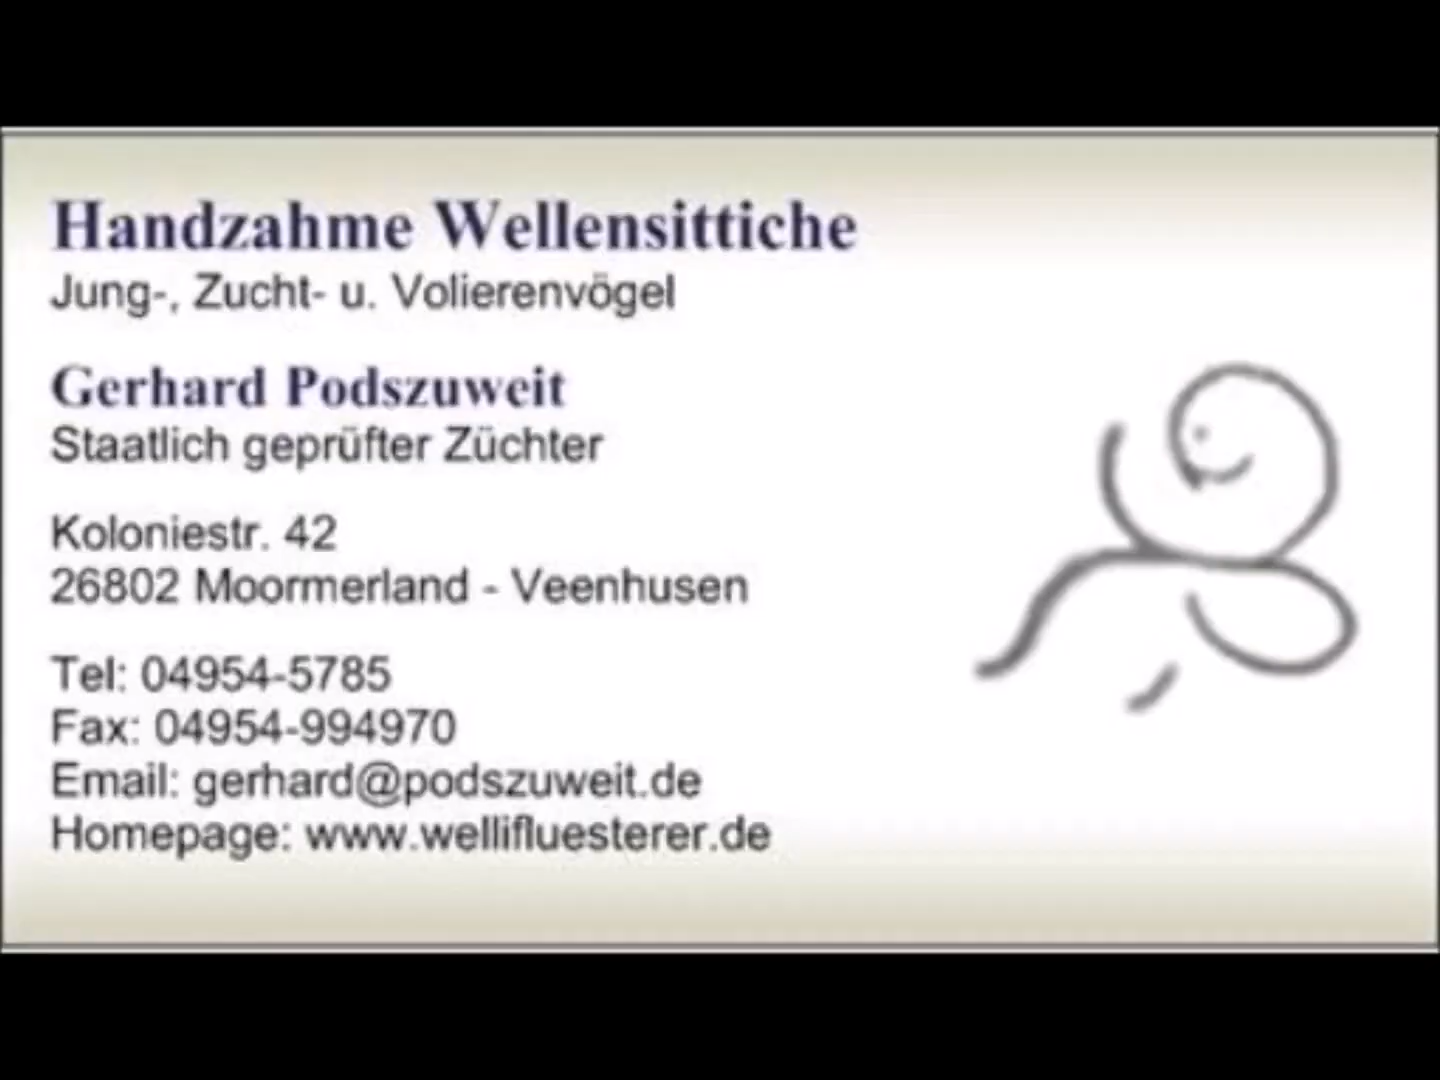 Handzahme Wellensittiche
Jung-, Zucht- u. Volierenvögel
Gerhard Podszuweit
Staatlich geprüfter Züchter
Koloniestr. 42
26802 Moormerland - Veenhusen
Tel: 04954-5785
Fax: 04954-994970
Email: gerhard@podszuweit.de
Homepage: www.wellifluesterer.de